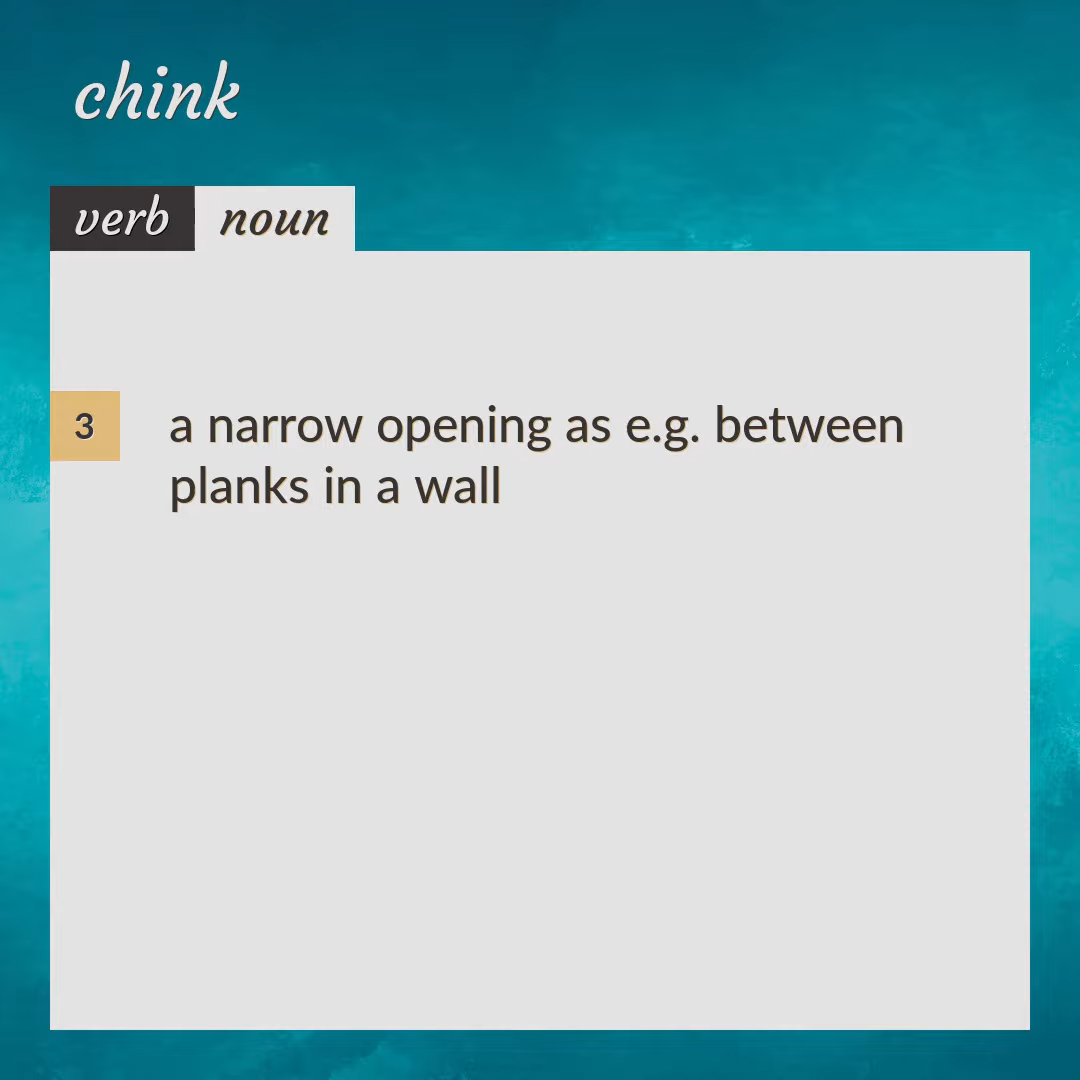 chink
verb noun
3 a narrow opening as e.g. between
planks in a wall